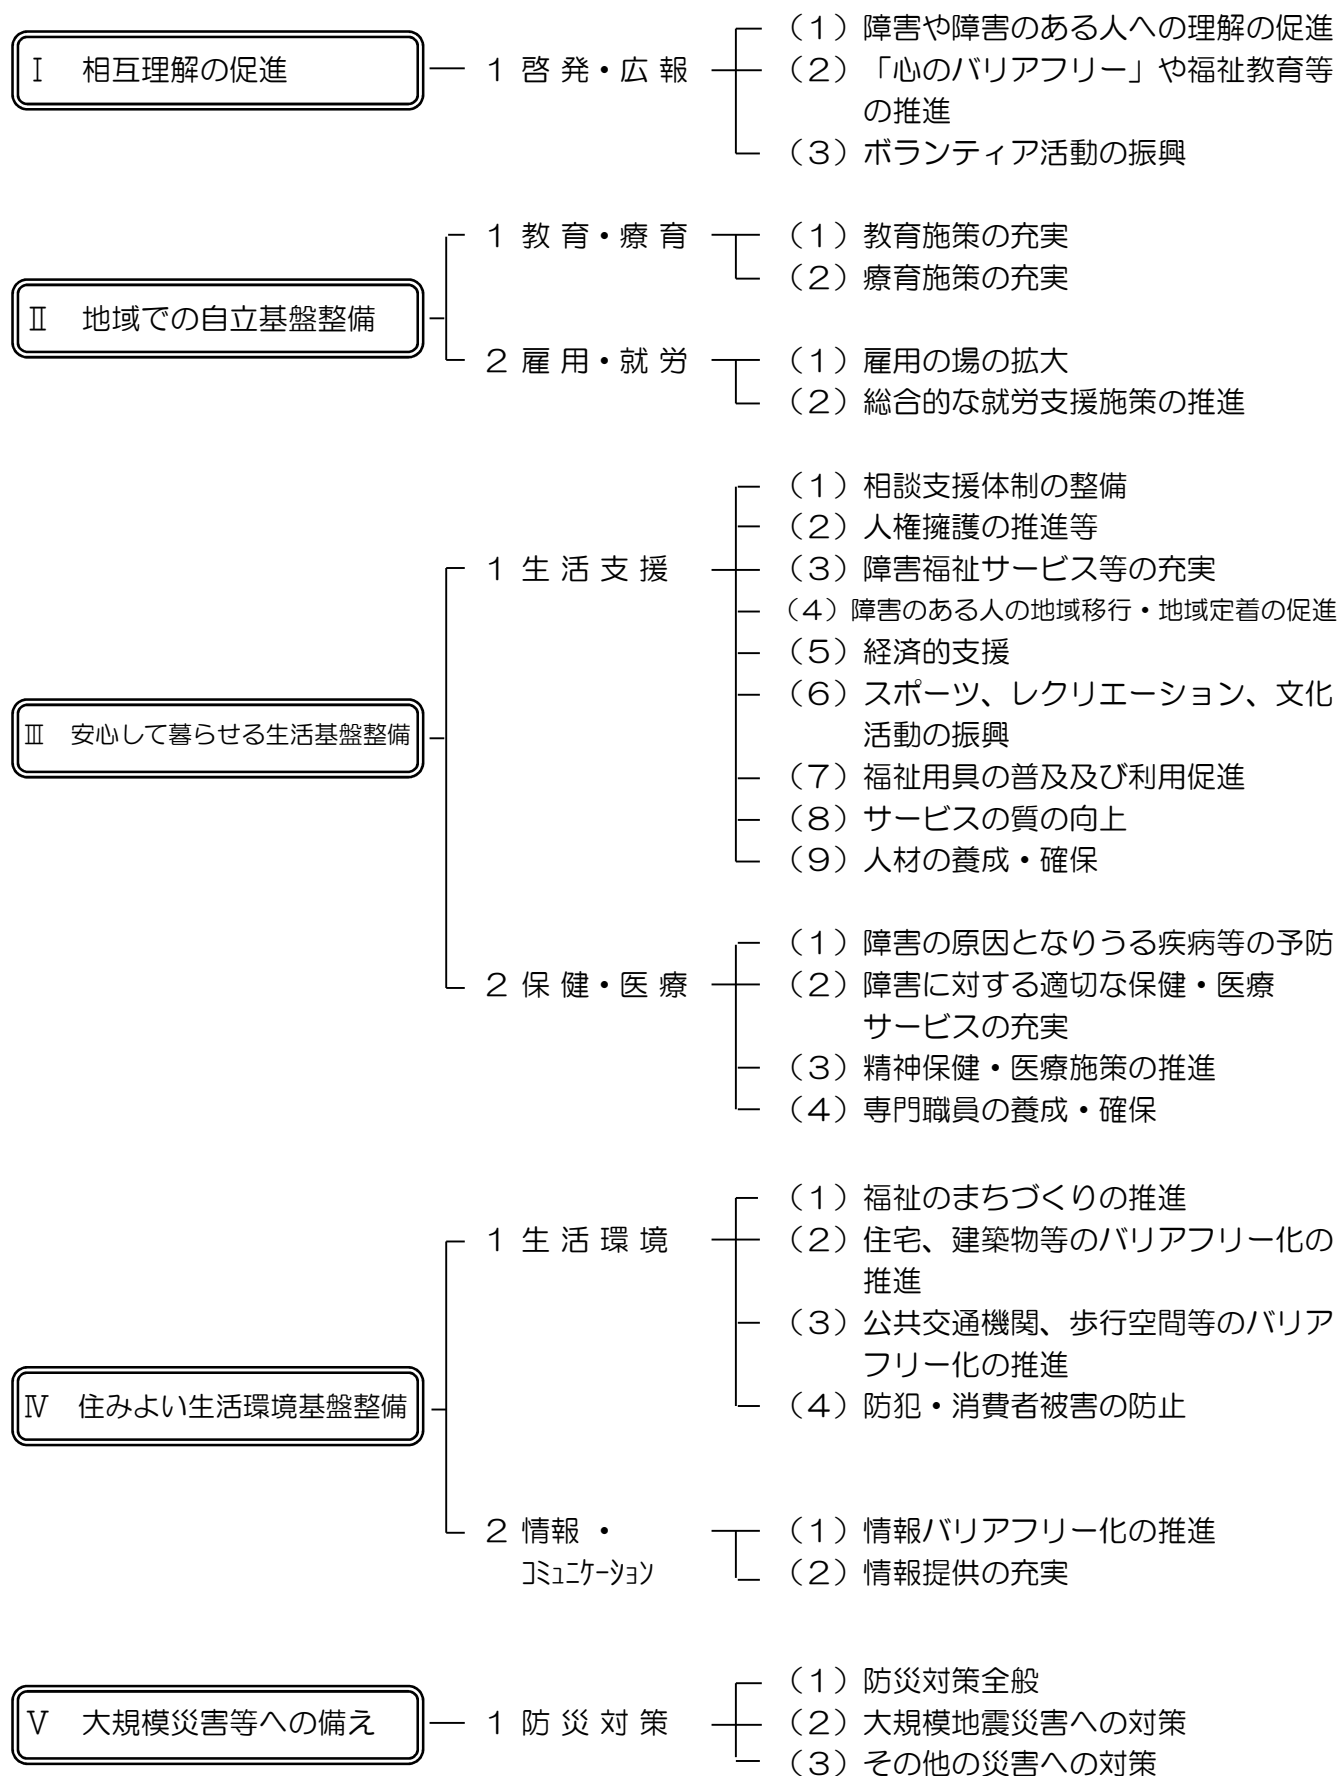 Ⅰ 相互理解の促進
1 啓発・広報
（１）障害や障害のある人への理解の促進
（２）「心のバリアフリー」や福祉教育等
の推進
（３）ボランティア活動の振興
Ⅱ 地域での自立基盤整備
1 教育・療育
（１）教育施策の充実
（２）療育施策の充実
2 雇用・就労
（１）雇用の場の拡大
（２）総合的な就労支援施策の推進
Ⅲ 安心して暮らせる生活基盤整備
1 生活支援
（１）相談支援体制の整備
（２）人権擁護の推進等
（３）障害福祉サービス等の充実
（４）障害のある人の地域移行・地域定着の促進
（５）経済的支援
（６）スポーツ、レクリエーション、文化
活動の振興
（７）福祉用具の普及及び利用促進
（８）サービスの質の向上
（９）人材の養成・確保
2 保健・医療
（１）障害の原因となりうる疾病等の予防
（２）障害に対する適切な保健・医療
サービスの充実
（３）精神保健・医療施策の推進
（４）専門職員の養成・確保
Ⅳ 住みよい生活環境基盤整備
1 生活環境
（１）福祉のまちづくりの推進
（２）住宅、建築物等のバリアフリー化の
推進
（３）公共交通機関、歩行空間等のバリア
フリー化の推進
（４）防犯・消費者被害の防止
2 情報・
ｺﾐｭﾆｹｰｼｮﾝ
（１）情報バリアフリー化の推進
（２）情報提供の充実
Ⅴ 大規模災害等への備え
1 防災対策
（１）防災対策全般
（２）大規模地震災害への対策
（３）その他の災害への対策